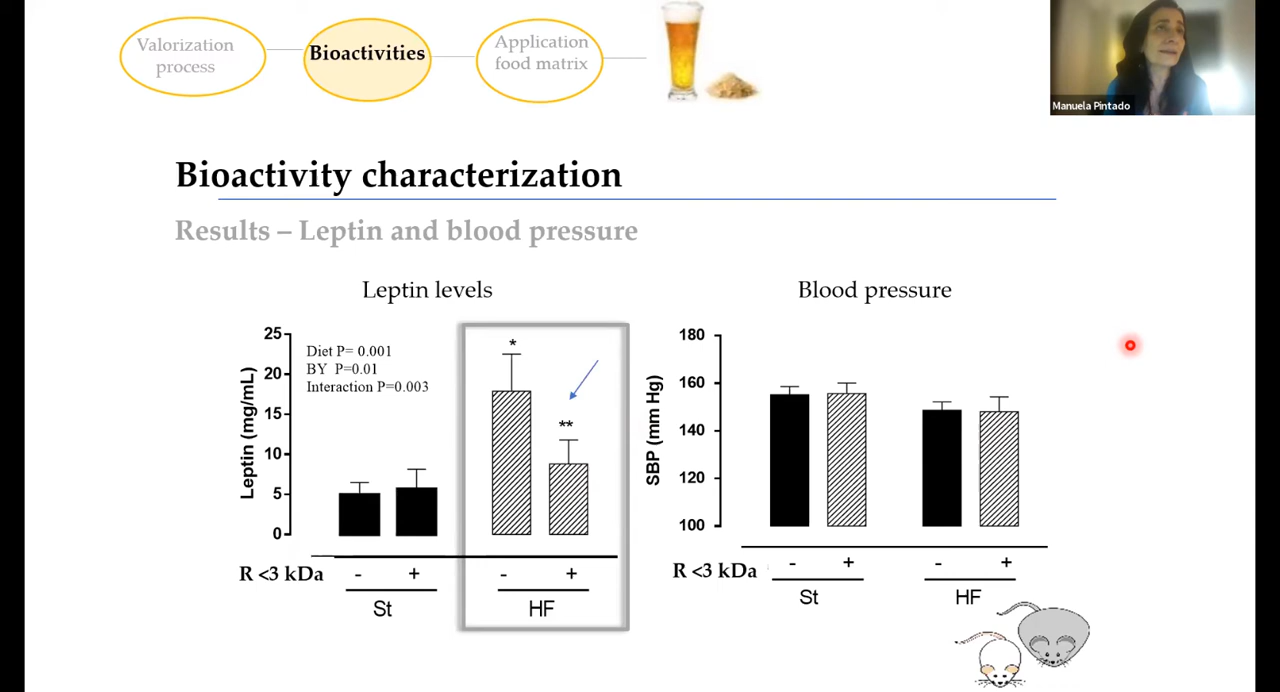 Valorization
process
Bioactivities
Application
food matrix
Manuela Pintado
Bioactivity characterization
Results – Leptin and blood pressure
Leptin levels
25
20
15
10
5
0
Leptin (mg/mL)
Diet P= 0.001
BY P=0.01
Interaction P=0.003
*
**
R <3 kDa - + - +
St HF
Blood pressure
180
160
140
120
100
SBP (mm Hg)
R <3 kDa - + - +
St HF